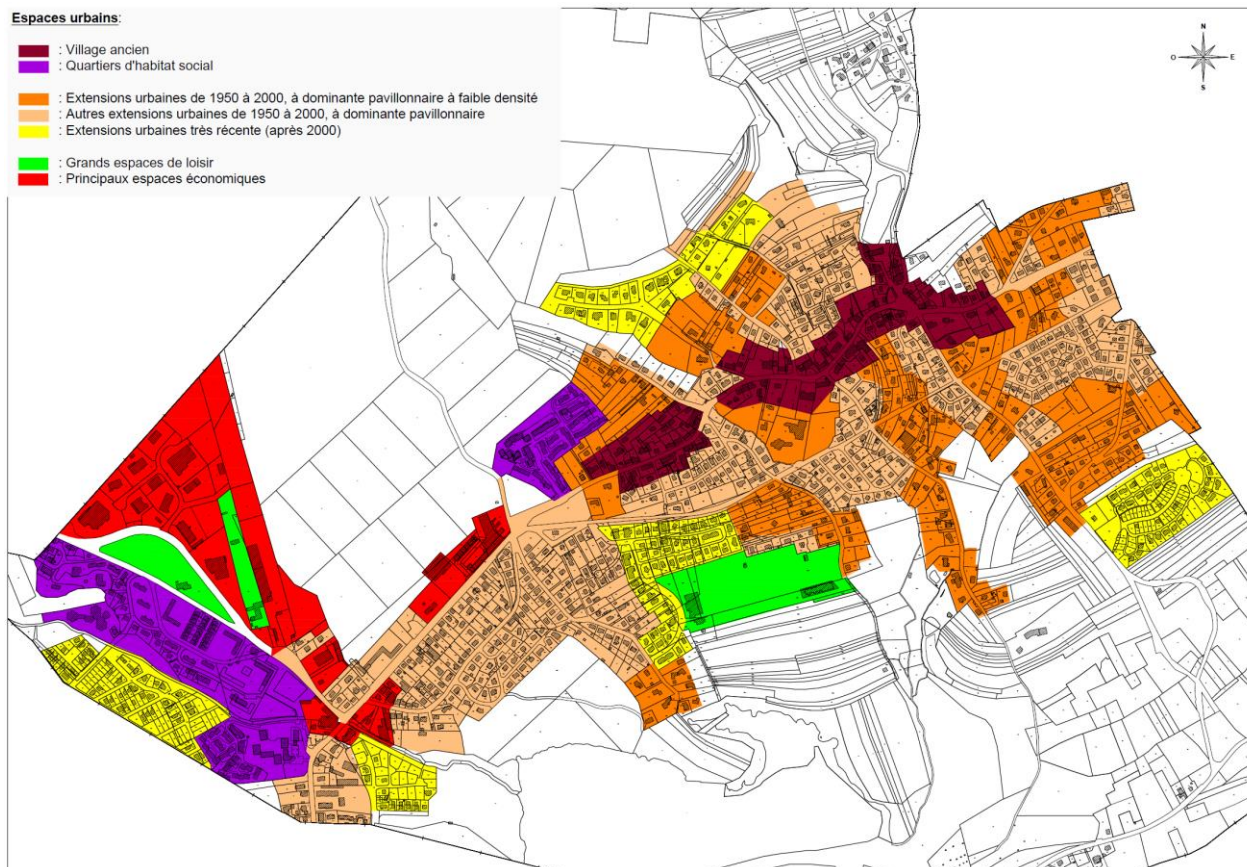 Espaces urbains:
: Village ancien
: Quartiers d'habitat social
: Extensions urbaines de 1950 à 2000, à dominante pavillonnaire à faible densité
: Autres extensions urbaines de 1950 à 2000, à dominante pavillonnaire
: Extensions urbaines très récente (après 2000)
: Grands espaces de loisir
: Principaux espaces économiques
N
O
E
S